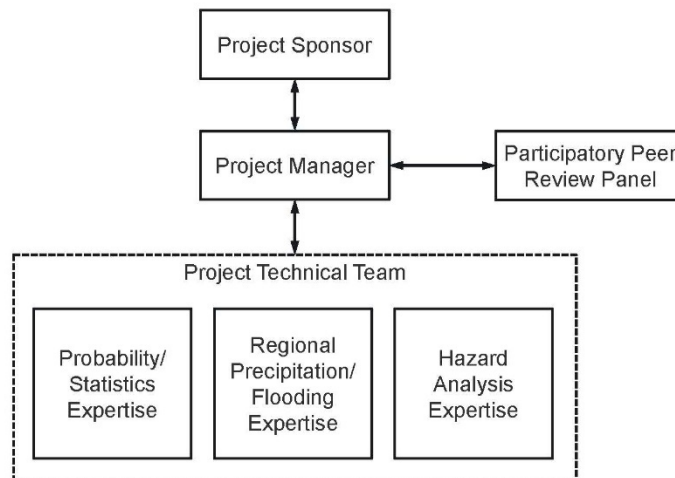 Project Sponsor
Project Manager
Participatory Peer
Review Panel
Project Technical Team
Probability/
Statistics
Expertise
Regional
Precipitation/
Flooding
Expertise
Hazard
Analysis
Expertise